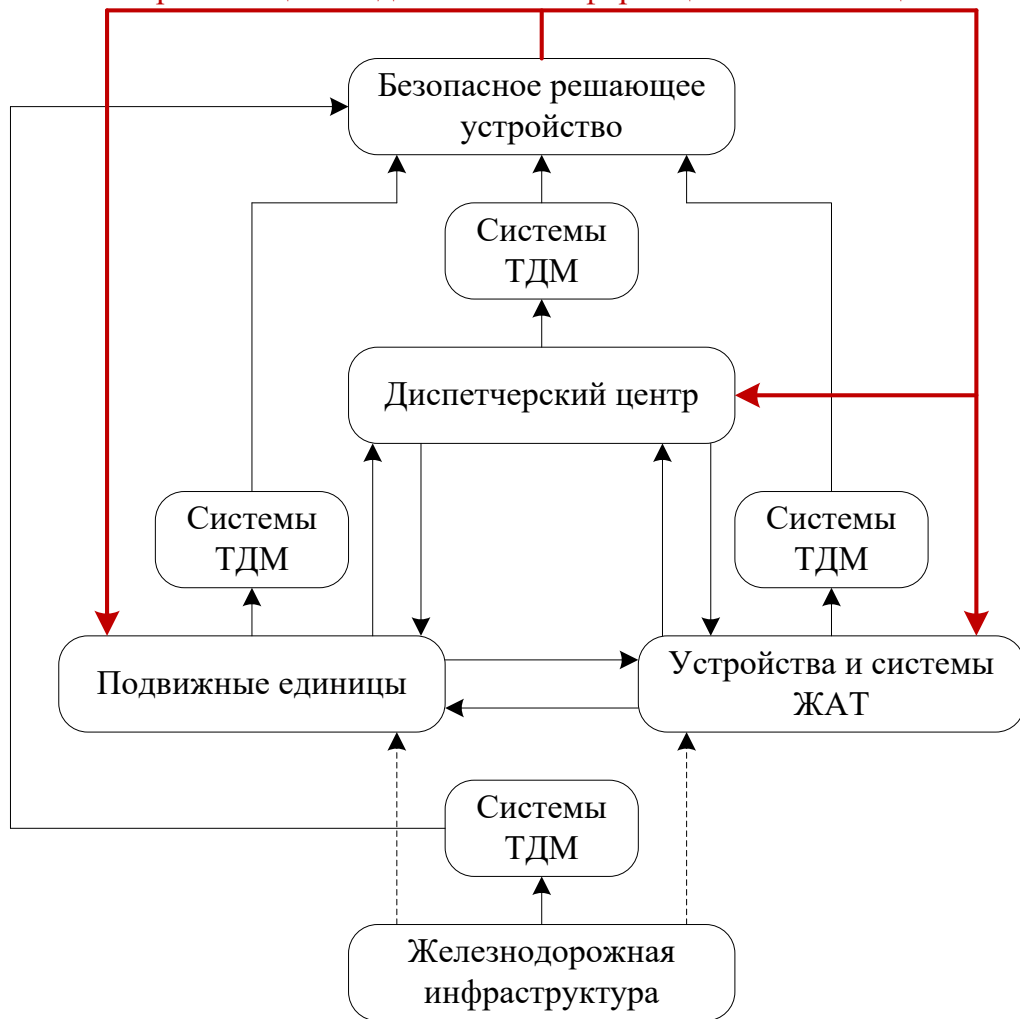 Безопасное решающее
устройство
Системы
ТДМ
Диспетчерский центр
Системы
ТДМ
Системы
ТДМ
Подвижные единицы
Устройства и системы
ЖАТ
Системы
ТДМ
Железнодорожная
инфраструктура